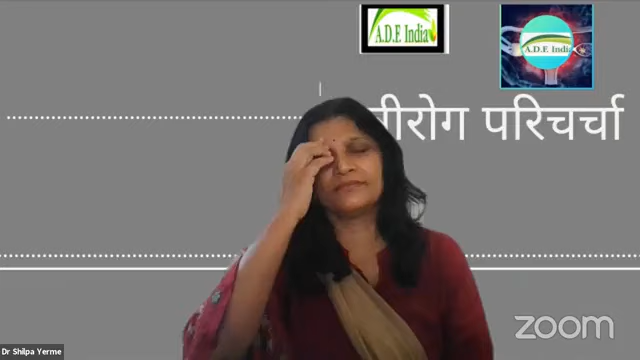 A.D.E India
A.D.E India
परिचर्चा
Dr Shilpa Yerme
zoom